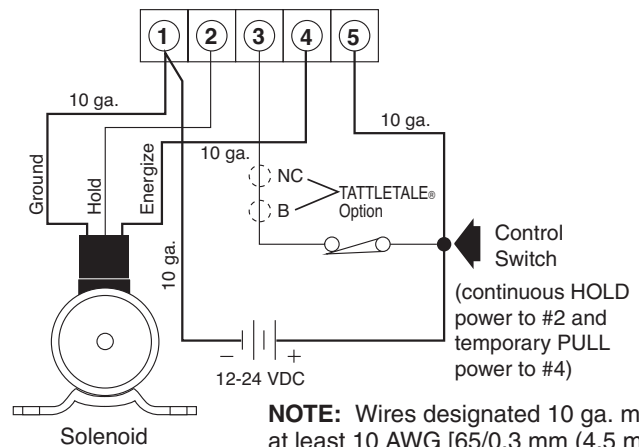 1 2 3 4 5
10 ga.
10 ga.
10 ga.
10 ga.
Ground
Hold
Energize
NC
B
TATTLETALE®
Option
Control
Switch
(continuous HOLD
power to #2 and
temporary PULL
power to #4)
– +
12-24 VDC
Solenoid
NOTE: Wires designated 10 ga. m
at least 10 AWG [65/0.3 mm (4.5 m